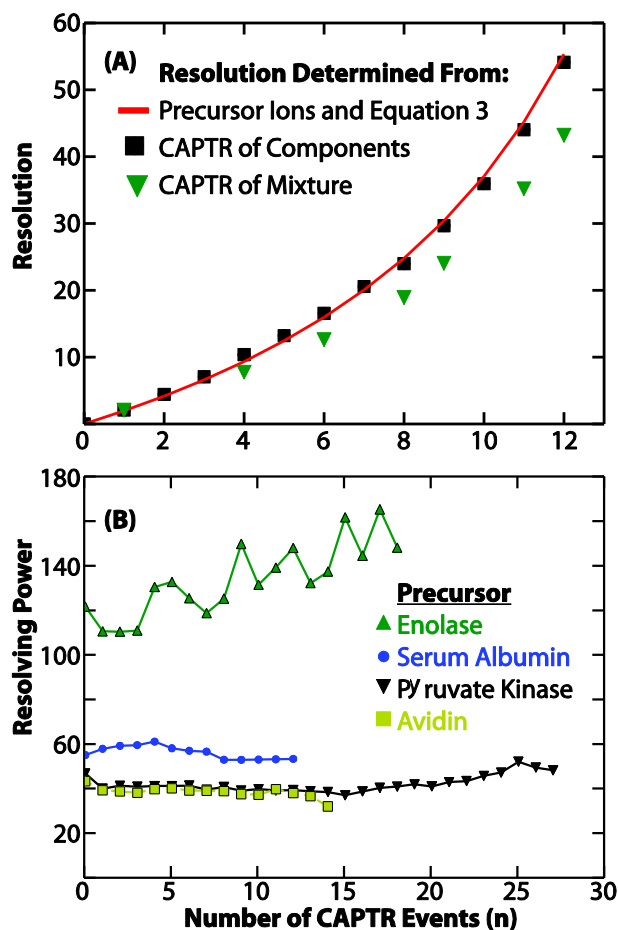 60
50
40
30
20
10
0 2 4 6 8 10 12
Resolution
(A)
Resolution Determined From:
Precursor Ions and Equation 3
CAPTR of Components
CAPTR of Mixture
180
140
100
60
20
0 5 10 15 20 25 30
Resolving Power
(B)
Precursor
Enolase
Serum Albumin
Pyruvate Kinase
Avidin
Number of CAPTR Events (n)